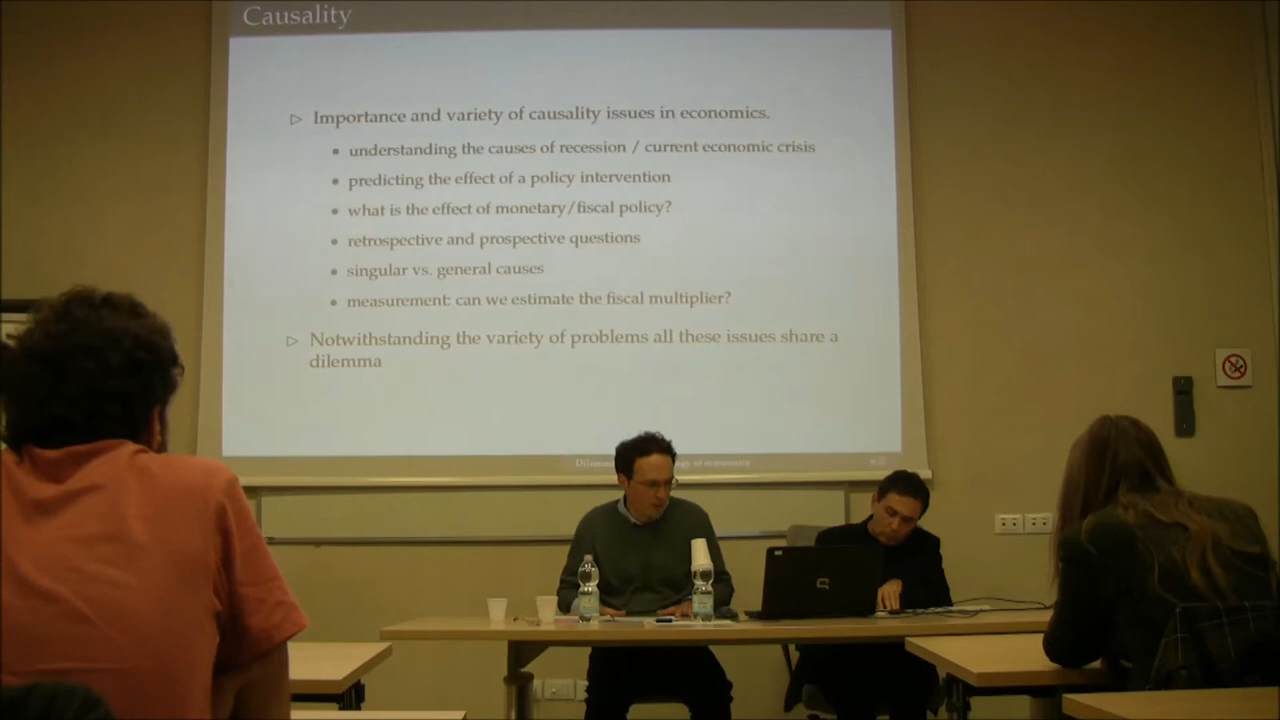 Causality
▷ Importance and variety of causality issues in economics.
• understanding the causes of recession / current economic crisis
• predicting the effect of a policy intervention
• what is the effect of monetary/fiscal policy?
• retrospective and prospective questions
• singular vs. general causes
• measurement: can we estimate the fiscal multiplier?
▷ Notwithstanding the variety of problems all these issues share a
dilemma
of economics